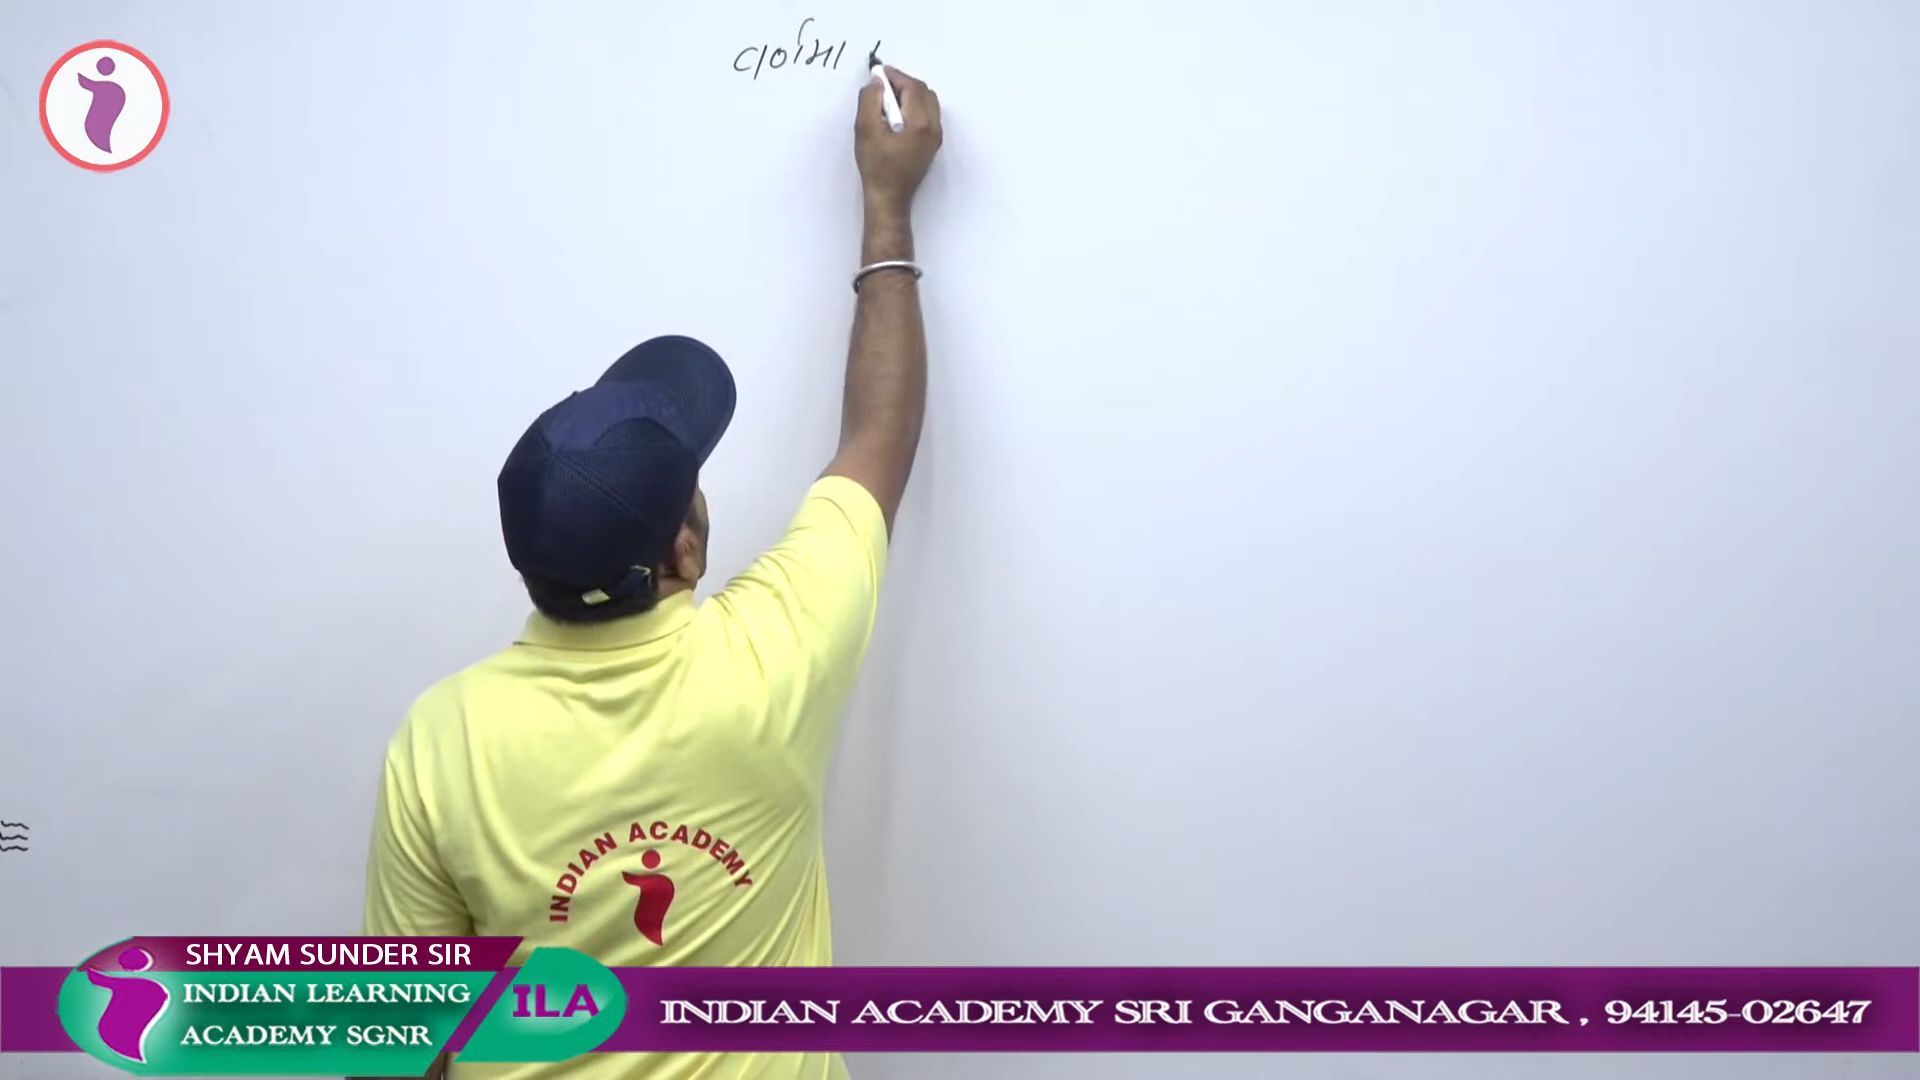 INDIAN ACADEMY
SHYAM SUNDER SIR
INDIAN LEARNING
ACADEMY SGNR
ILA
INDIAN ACADEMY SRI GANGANAGAR , 94145-02647